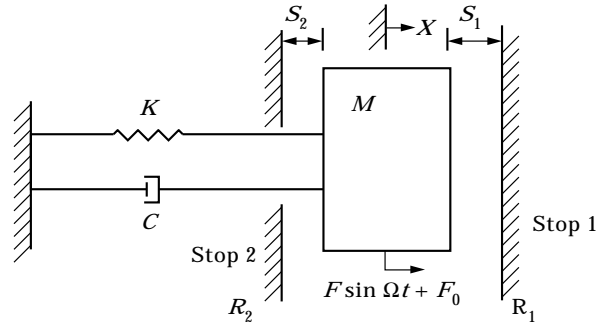 S₂
X
S₁
K
M
C
Stop 2
Stop 1
F sin Ωt + F₀
R₂
R₁